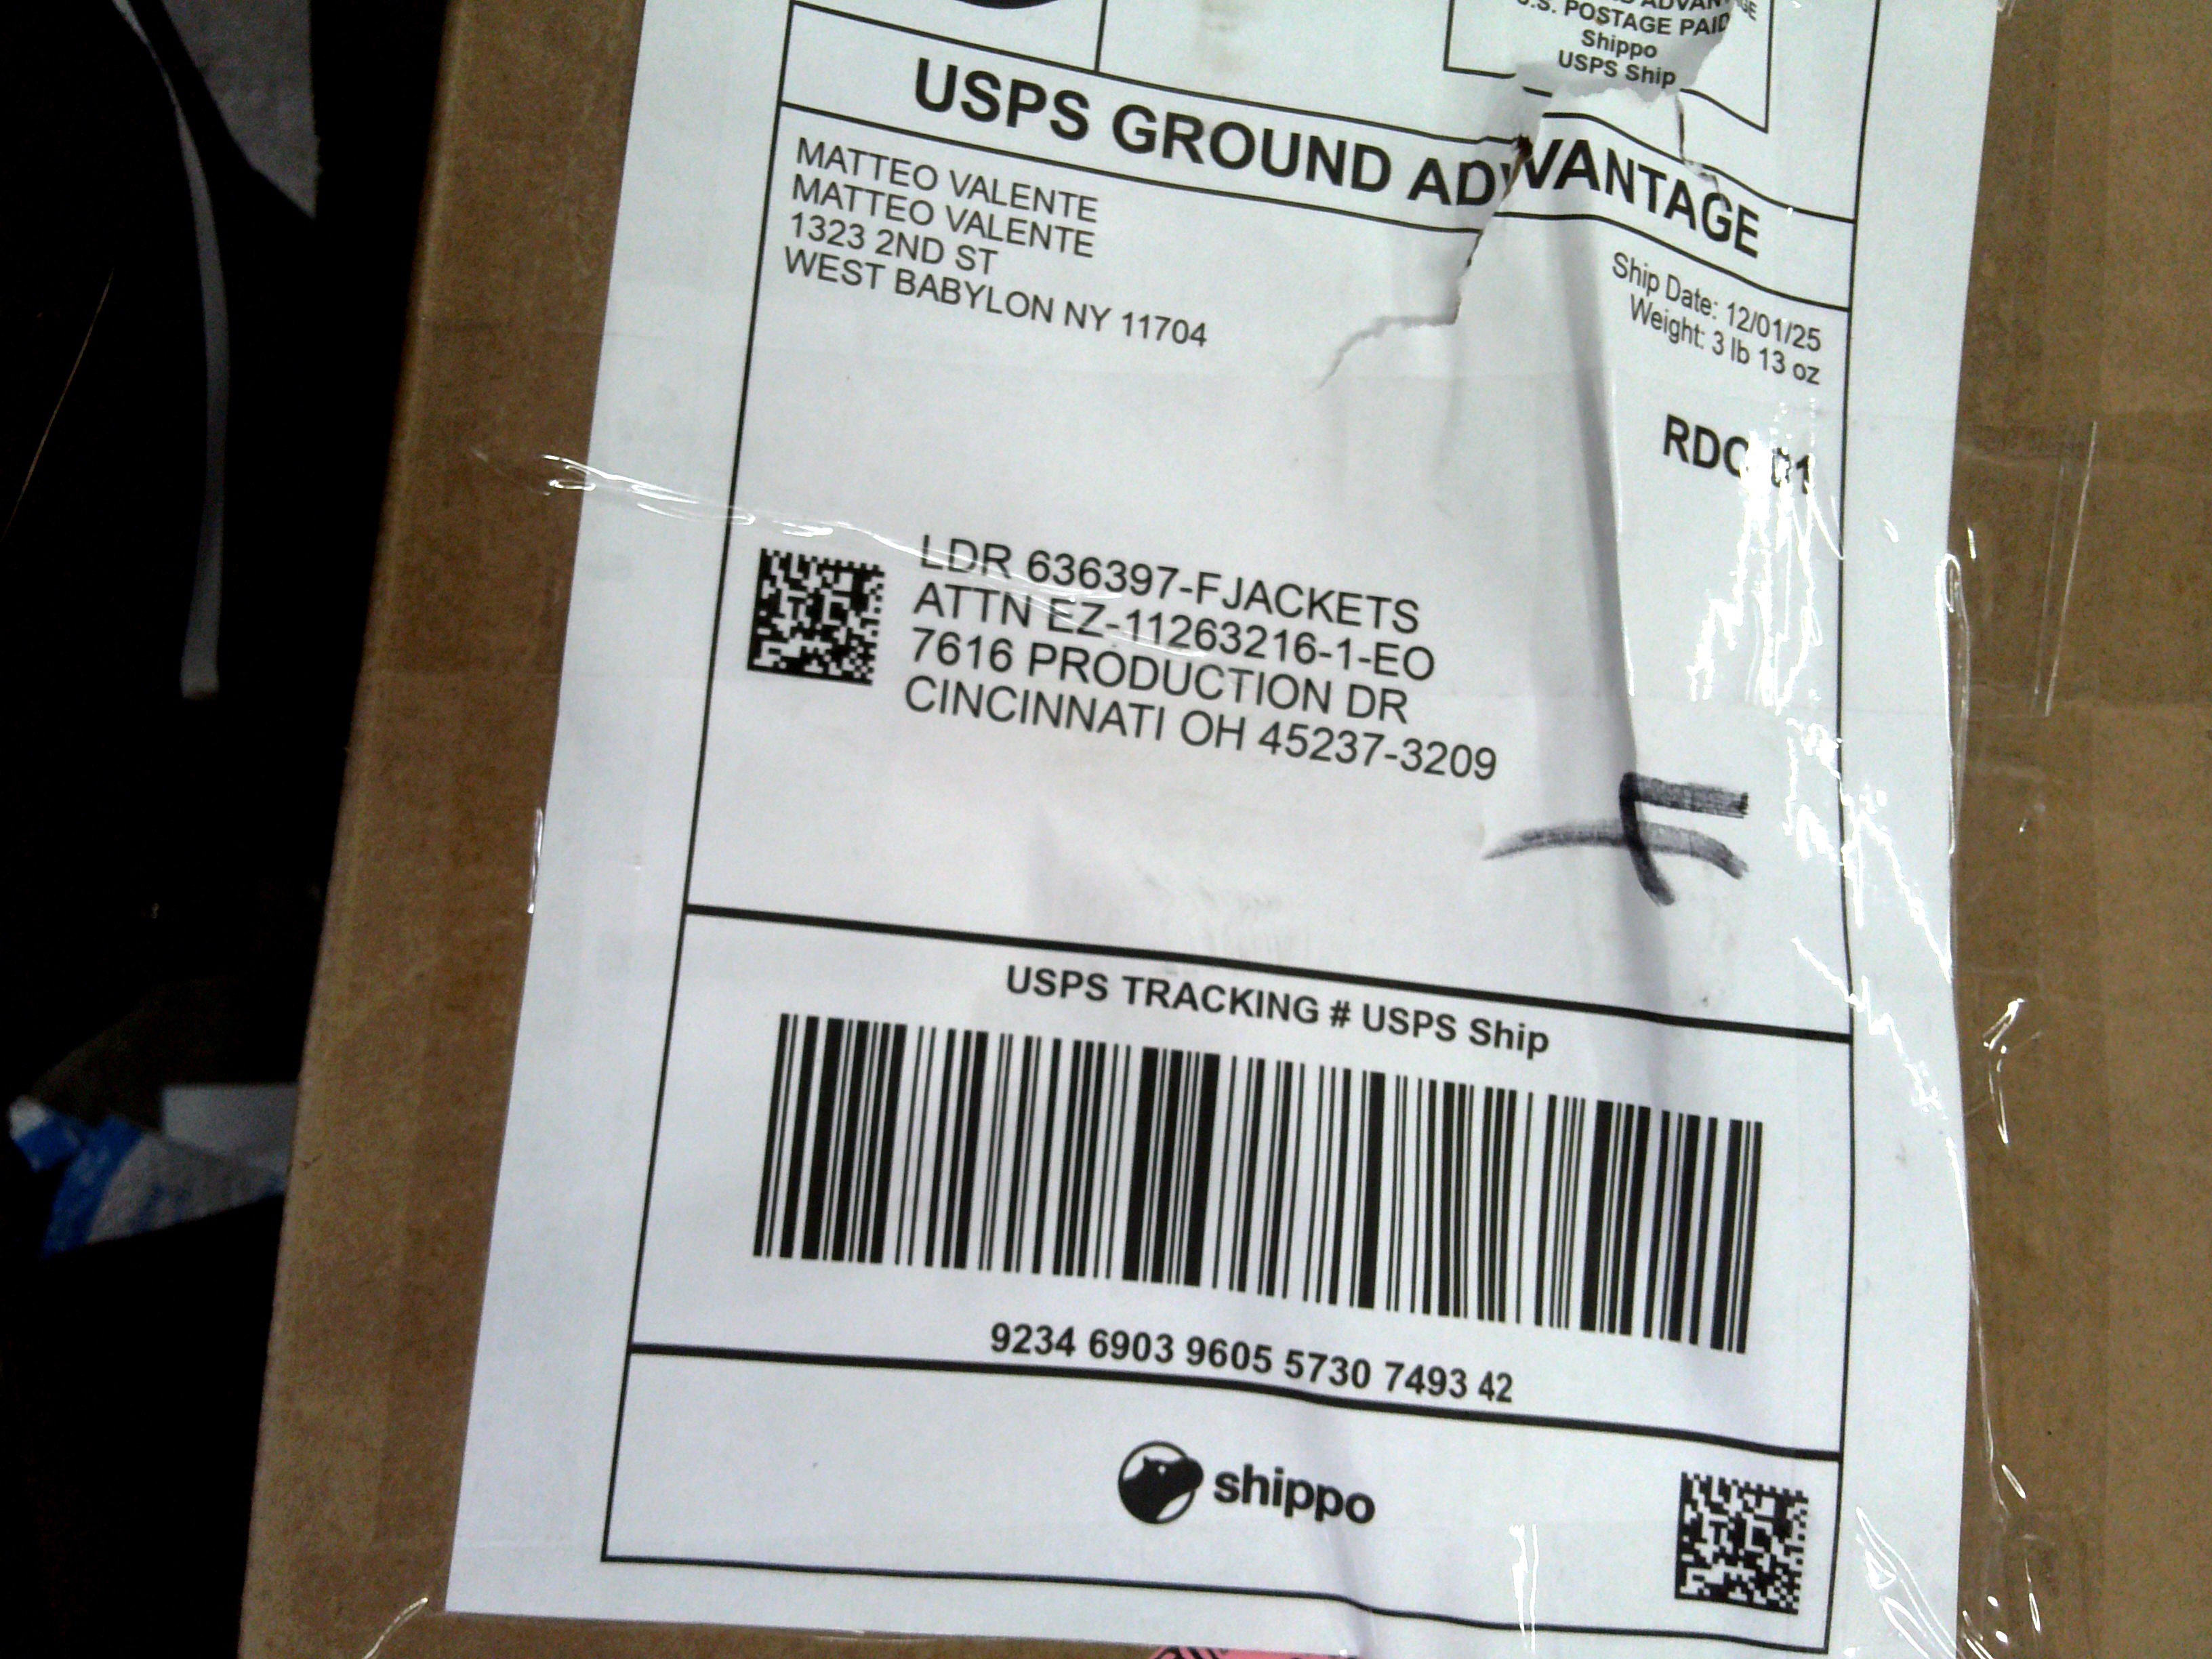 U.S. POSTAGE PAID
Shippo
USPS Ship
USPS GROUND ADVANTAGE
MATTEO VALENTE
MATTEO VALENTE
1323 2ND ST
WEST BABYLON NY 11704
Ship Date: 12/01/25
Weight: 3 lb 13 oz
RDC 01
LDR 636397-FJACKETS
ATTN EZ-11263216-1-EO
7616 PRODUCTION DR
CINCINNATI OH 45237-3209
F
USPS TRACKING # USPS Ship
9234 6903 9605 5730 7493 42
shippo